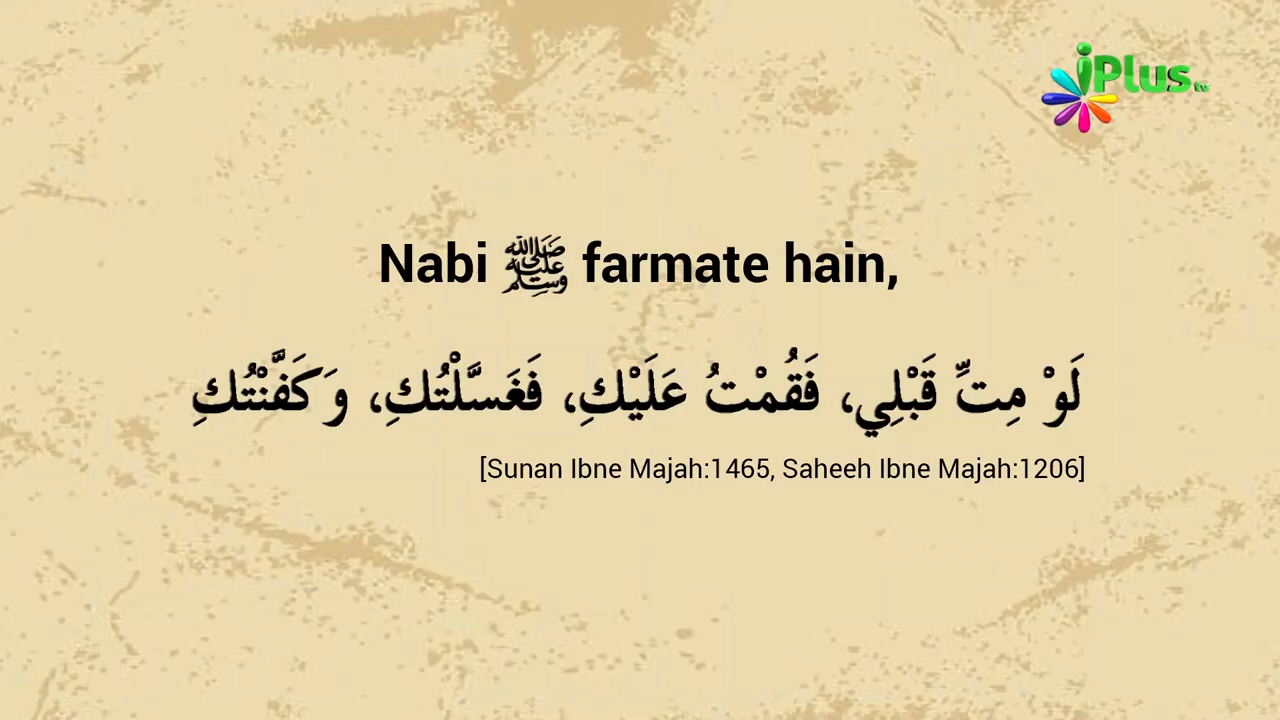 iPlus tv
Nabi ﷺ farmate hain,
لَوْ مِتِّ قَبْلِي، فَقُمْتُ عَلَيْكِ، فَغَسَّلْتُكِ، وَكَفَّنْتُكِ
[Sunan Ibne Majah:1465, Saheeh Ibne Majah:1206]